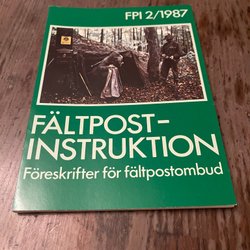 FPI 2/1987
FÄLTPOST-
INSTRUKTION
Föreskrifter för fältpostombud